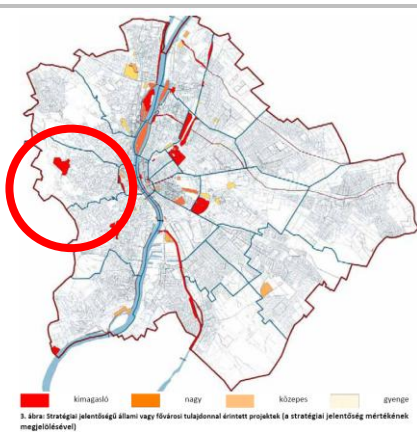 kimagasló nagy közepes gyenge
3. ábra: Stratégiai jelentőségű állami vagy fővárosi tulajdonnal érintett projektek (a stratégiai jelentőség mértékének
megjelölésével)